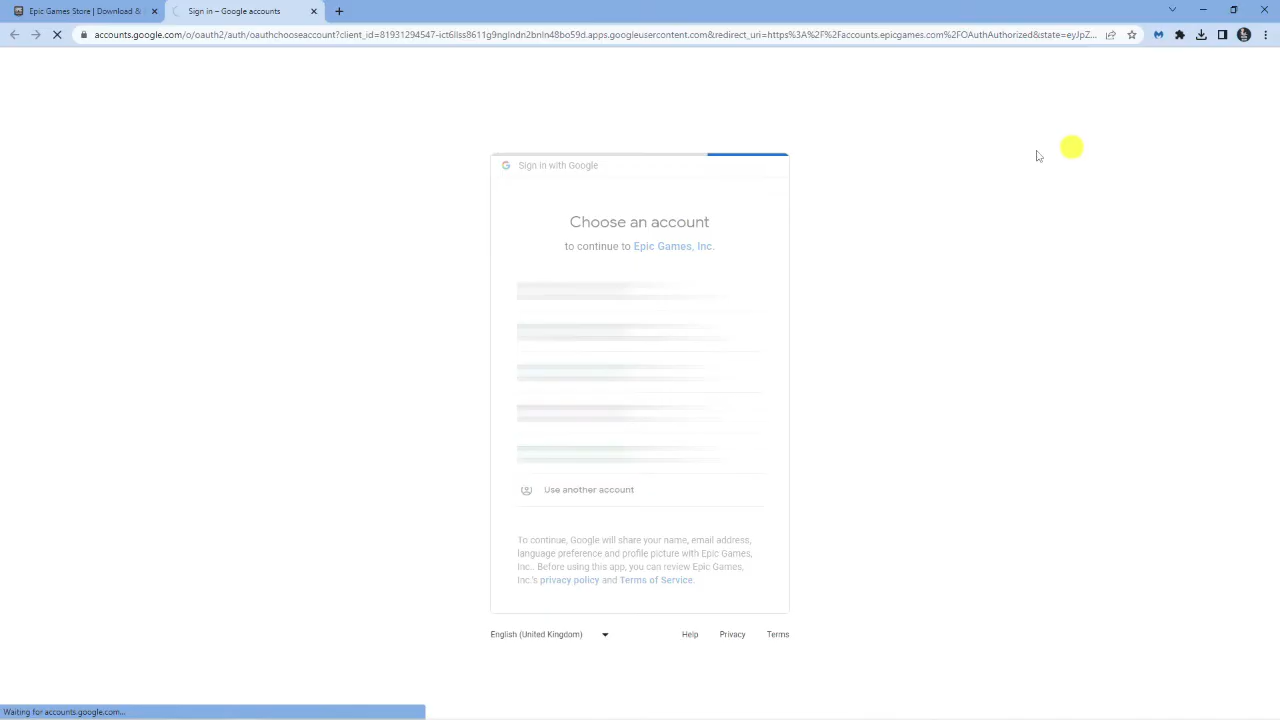 Epic Games Store | Download &
Sign in – Google accounts
accounts.google.com/o/oauth2/auth/oauthchooseaccount?client_id=81931294547-ict6llss8611g9nglndn2bnln48bo59d.apps.googleusercontent.com&redirect_uri=https%3A%2F%2Faccounts.epicgames.com%2FOAuthAuthorized&state=eyJpZ...
Sign in with Google
Choose an account
to continue to Epic Games, Inc.
Use another account
To continue, Google will share your name, email address,
language preference and profile picture with Epic Games,
Inc.. Before using this app, you can review Epic Games,
Inc.'s privacy policy and Terms of Service.
English (United Kingdom)
Help Privacy Terms
Waiting for accounts.google.com...